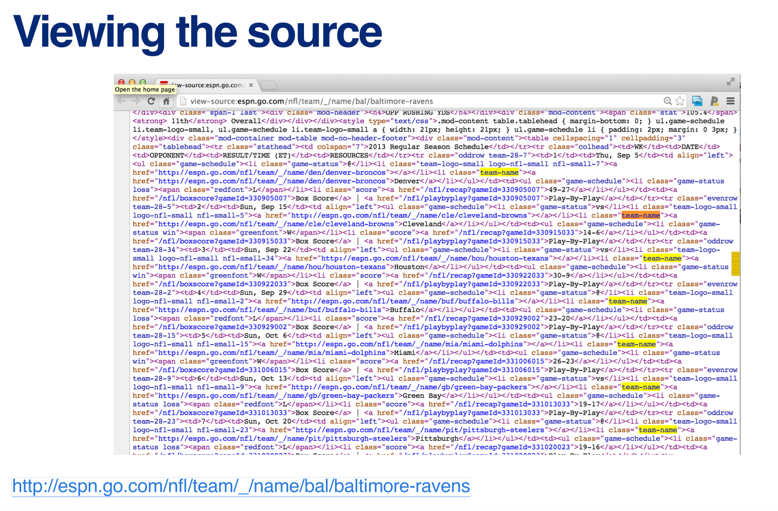 Viewing the source
view-source:espn.go.com
Open the home page
view-source:espn.go.com/nfl/team/_/name/bal/baltimore-ravens
</div><div class="span-1 last"><div class="mod-header"><h4>OPP RUSHING YDS</h4></div><div class="mod-content"><span class="stat">105.4</span>
<strong> 11th</strong> Overall</div></div><style type="text/css">.mod-content table.tablehead { margin-bottom: 0; } ul.game-schedule
li.team-logo-small, ul.game-schedule li.team-logo-small a { width: 21px; height: 21px; } ul.game-schedule li { padding: 2px; margin: 0 3px; }
</style><div class="mod-container mod-table mod-no-header-footer"><div class="mod-content"><table cellspacing="1" cellpadding="3"
class="tablehead"><tr class="stathead"><td colspan="7">2013 Regular Season Schedule</td></tr><tr class="colhead"><td>WK</td><td>DATE</td>
<td>OPPONENT</td><td>RESULT/TIME (ET)</td><td>RESOURCES</td></tr><tr class="oddrow team-28-7"><td>1</td><td>Thu, Sep 5</td><td align="left">
<ul class="game-schedule"><li class="game-status">@</li><li class="team-logo-small logo-nfl-small nfl-small-7"><a
href="http://espn.go.com/nfl/team/_/name/den/denver-broncos"></a></li><li class="team-name"><a
href="http://espn.go.com/nfl/team/_/name/den/denver-broncos">Denver</a></li></ul></td><td><ul class="game-schedule"><li class="game-status
loss"><span class="redfont">L</span></li><li class="score"><a href="/nfl/recap?gameId=330905007">49-27</a></li></ul></td><td><a
href="/nfl/boxscore?gameId=330905007">Box Score</a> | <a href="/nfl/playbyplay?gameId=330905007">Play-By-Play</a></td></tr><tr class="evenrow
team-28-5"><td>2</td><td>Sun, Sep 15</td><td align="left"><ul class="game-schedule"><li class="game-status">vs</li><li class="team-logo-small
logo-nfl-small nfl-small-5"><a href="http://espn.go.com/nfl/team/_/name/cle/cleveland-browns"></a></li><li class="team-name"><a href="http://espn.go.com/nfl/team/_/name
/cle/cleveland-browns">Cleveland</a></li></ul></td><td><ul class="game-schedule"><li class="game-
status win"><span class="greenfont">W</span></li><li class="score"><a href="/nfl/recap?gameId=330915033">14-6</a></li></ul></td><td><a
href="/nfl/boxscore?gameId=330915033">Box Score</a> | <a href="/nfl/playbyplay?gameId=330915033">Play-By-Play</a></td></tr><tr class="oddrow
team-28-34"><td>3</td><td>Sun, Sep 22</td><td align="left"><ul class="game-schedule"><li class="game-status">vs</li><li class="team-logo-
small logo-nfl-small nfl-small-34"><a href="http://espn.go.com/nfl/team/_/name/hou/houston-texans"></a></li><li class="team-name"><a
href="http://espn.go.com/nfl/team/_/name/hou/houston-texans">Houston</a></li></ul></td><td><ul class="game-schedule"><li class="game-status
win"><span class="greenfont">W</span></li><li class="score"><a href="/nfl/recap?gameId=330922033">30-9</a></li></ul></td><td><a
href="/nfl/boxscore?gameId=330922033">Box Score</a> | <a href="/nfl/playbyplay?gameId=330922033">Play-By-Play</a></td></tr><tr class="evenrow
team-28-2"><td>4</td><td>Sun, Sep 29</td><td align="left"><ul class="game-schedule"><li class="game-status">@</li><li class="team-logo-small
logo-nfl-small nfl-small-2"><a href="http://espn.go.com/nfl/team/_/name/buf/buffalo-bills"></a></li><li class="team-name"><a
href="http://espn.go.com/nfl/team/_/name/buf/buffalo-bills">Buffalo</a></li></ul></td><td><ul class="game-schedule"><li class="game-status
loss"><span class="redfont">L</span></li><li class="score"><a href="/nfl/recap?gameId=330929002">23-20</a></li></ul></td><td><a
href="/nfl/boxscore?gameId=330929002">Box Score</a> | <a href="/nfl/playbyplay?gameId=330929002">Play-By-Play</a></td></tr><tr class="oddrow
team-28-15"><td>5</td><td>Sun, Oct 6</td><td align="left"><ul class="game-schedule"><li class="game-status">@</li><li class="team-logo-small
logo-nfl-small nfl-small-15"><a href="http://espn.go.com/nfl/team/_/name/mia/miami-dolphins"></a></li><li class="team-name"><a
href="http://espn.go.com/nfl/team/_/name/mia/miami-dolphins">Miami</a></li></ul></td><td><ul class="game-schedule"><li class="game-status
win"><span class="greenfont">W</span></li><li class="score"><a href="/nfl/recap?gameId=331006015">26-23</a></li></ul></td><td><a
href="/nfl/boxscore?gameId=331006015">Box Score</a> | <a href="/nfl/playbyplay?gameId=331006015">Play-By-Play</a></td></tr><tr class="evenrow
team-28-9"><td>6</td><td>Sun, Oct 13</td><td align="left"><ul class="game-schedule"><li class="game-status">vs</li><li class="team-logo-small
logo-nfl-small nfl-small-9"><a href="http://espn.go.com/nfl/team/_/name/gb/green-bay-packers"></a></li><li class="team-name"><a
href="http://espn.go.com/nfl/team/_/name/gb/green-bay-packers">Green Bay</a></li></ul></td><td><ul class="game-schedule"><li class="game-
status loss"><span class="redfont">L</span></li><li class="score"><a href="/nfl/recap?gameId=331013033">19-17</a></li></ul></td><td><a
href="/nfl/boxscore?gameId=331013033">Box Score</a> | <a href="/nfl/playbyplay?gameId=331013033">Play-By-Play</a></td></tr><tr class="oddrow
team-28-23"><td>7</td><td>Sun, Oct 20</td><td align="left"><ul class="game-schedule"><li class="game-status">@</li><li class="team-logo-small
logo-nfl-small nfl-small-23"><a href="http://espn.go.com/nfl/team/_/name/pit/pittsburgh-steelers"></a></li><li class="team-name"><a
href="http://espn.go.com/nfl/team/_/name/pit/pittsburgh-steelers">Pittsburgh</a></li></ul></td><td><ul class="game-schedule"><li class="game-
status loss"><span class="redfont">L</span></li><li class="score"><a href="/nfl/recap?gameId=331020023">19-16</a></li></ul></td><td><a
http://espn.go.com/nfl/team/_/name/bal/baltimore-ravens